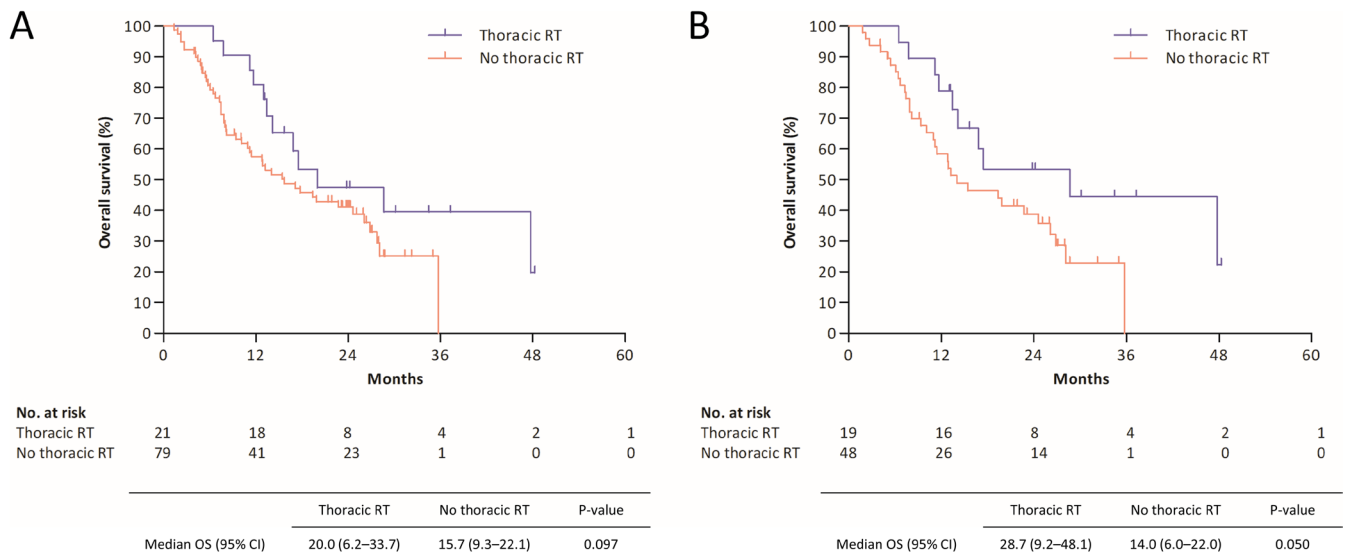 A
Thoracic RT
No thoracic RT
Overall survival (%)
100
90
80
70
60
50
40
30
20
10
0
0 12 24 36 48 60
Months
No. at risk
Thoracic RT 21 18 8 4 2 1
No thoracic RT 79 41 23 1 0 0
Thoracic RT No thoracic RT P-value
Median OS (95% CI) 20.0 (6.2–33.7) 15.7 (9.3–22.1) 0.097
B
Thoracic RT
No thoracic RT
Overall survival (%)
100
90
80
70
60
50
40
30
20
10
0
0 12 24 36 48 60
Months
No. at risk
Thoracic RT 19 16 8 4 2 1
No thoracic RT 48 26 14 1 0 0
Thoracic RT No thoracic RT P-value
Median OS (95% CI) 28.7 (9.2–48.1) 14.0 (6.0–22.0) 0.050